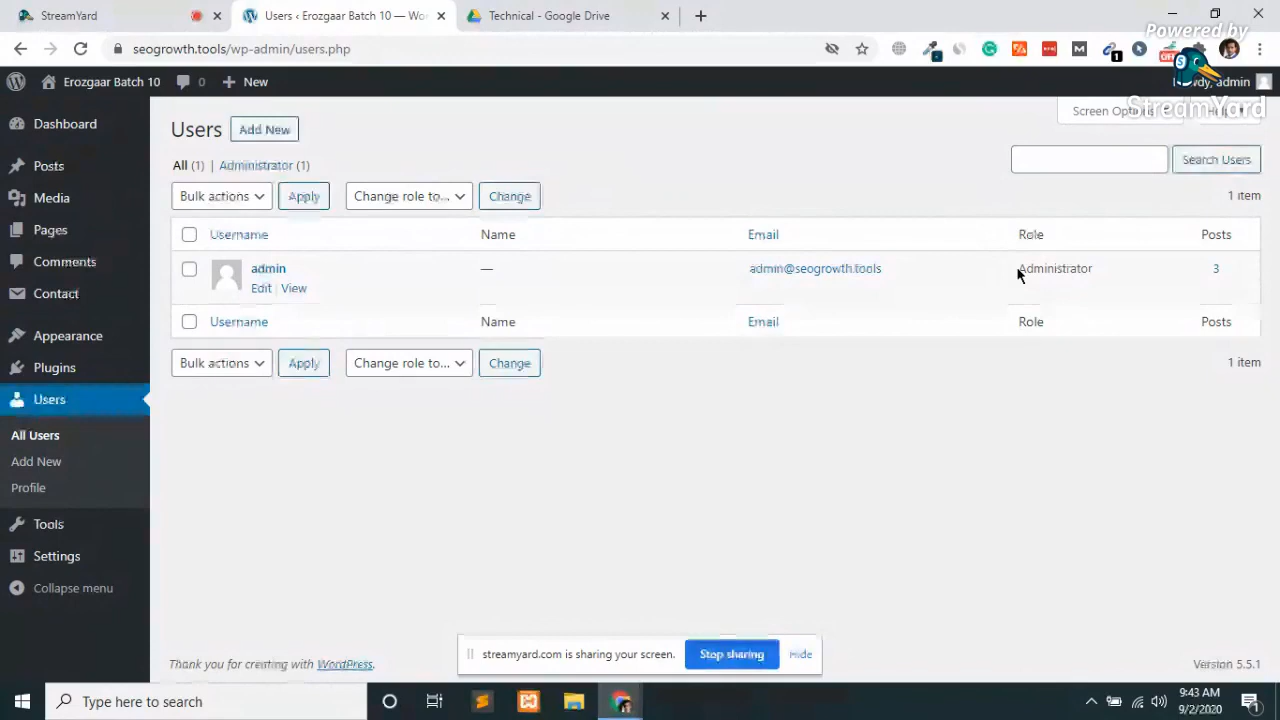 StreamYard
Users ‹ Erozgaar Batch 10 — Wo
Technical - Google Drive
Powered by
seogrowth.tools/wp-admin/users.php
1
StreamYard
Erozgaar Batch 10
0
New
admin
Screen Options
Dashboard
Posts
Media
Pages
Comments
Contact
Appearance
Plugins
Users
All Users
Add New
Profile
Tools
Settings
Collapse menu
Users
Add New
All (1) | Administrator (1)
Search Users
Bulk actions
Apply
Change role to...
Change
1 item
Username
Name
Email
Role
Posts
admin
—
admin@seogrowth.tools
Administrator
3
Edit | View
Username
Name
Email
Role
Posts
Bulk actions
Apply
Change role to...
Change
1 item
streamyard.com is sharing your screen.
Stop sharing
Hide
Thank you for creating with WordPress.
Version 5.5.1
Type here to search
9:43 AM
9/2/2020
1